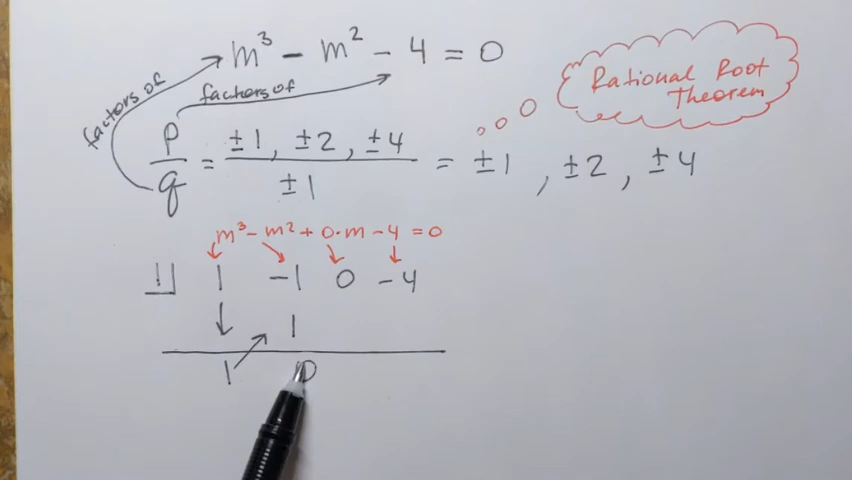 m³ - m² - 4 = 0
Rational Root
Theorem
factors of
factors of
p/q = ±1, ±2, ±4 / ±1 = ±1, ±2, ±4
m³ - m² + 0·m - 4 = 0
1 1 -1 0 -4
1
1 0